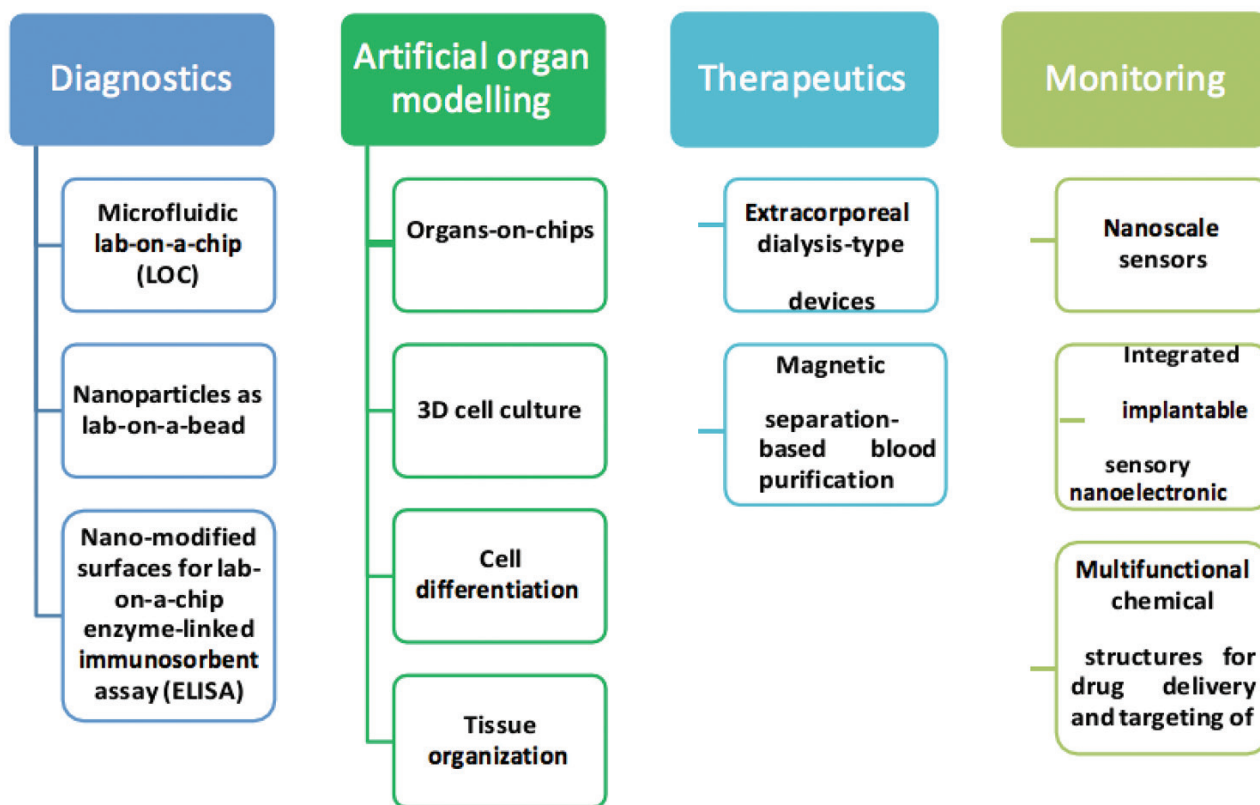 Diagnostics
Microfluidic
lab-on-a-chip
(LOC)
Nanoparticles as
lab-on-a-bead
Nano-modified
surfaces for lab-
on-a-chip
enzyme-linked
immunosorbent
assay (ELISA)
Artificial organ
modelling
Organs-on-chips
3D cell culture
Cell
differentiation
Tissue
organization
Therapeutics
Extracorporeal
dialysis-type
devices
Magnetic
separation-
based blood
purification
Monitoring
Nanoscale
sensors
Integrated
implantable
sensory
nanoelectronic
Multifunctional
chemical
structures for
drug delivery
and targeting of